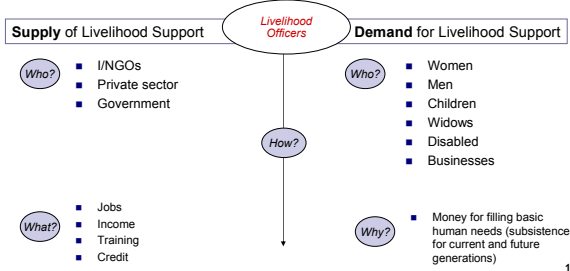 Livelihood
Officers
Supply of Livelihood Support
Demand for Livelihood Support
Who?
I/NGOs
Private sector
Government
Who?
Women
Men
Children
Widows
Disabled
Businesses
How?
What?
Jobs
Income
Training
Credit
Why?
Money for filling basic
human needs (subsistence
for current and future
generations)
1